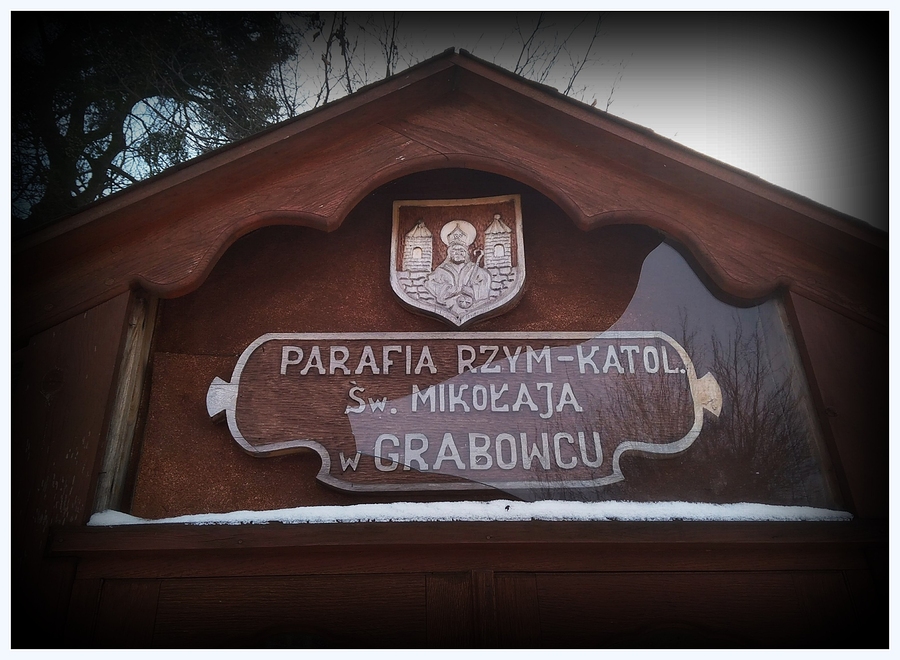 PARAFIA RZYM-KATOL.
Św. MIKOŁAJA
w GRABOWCU